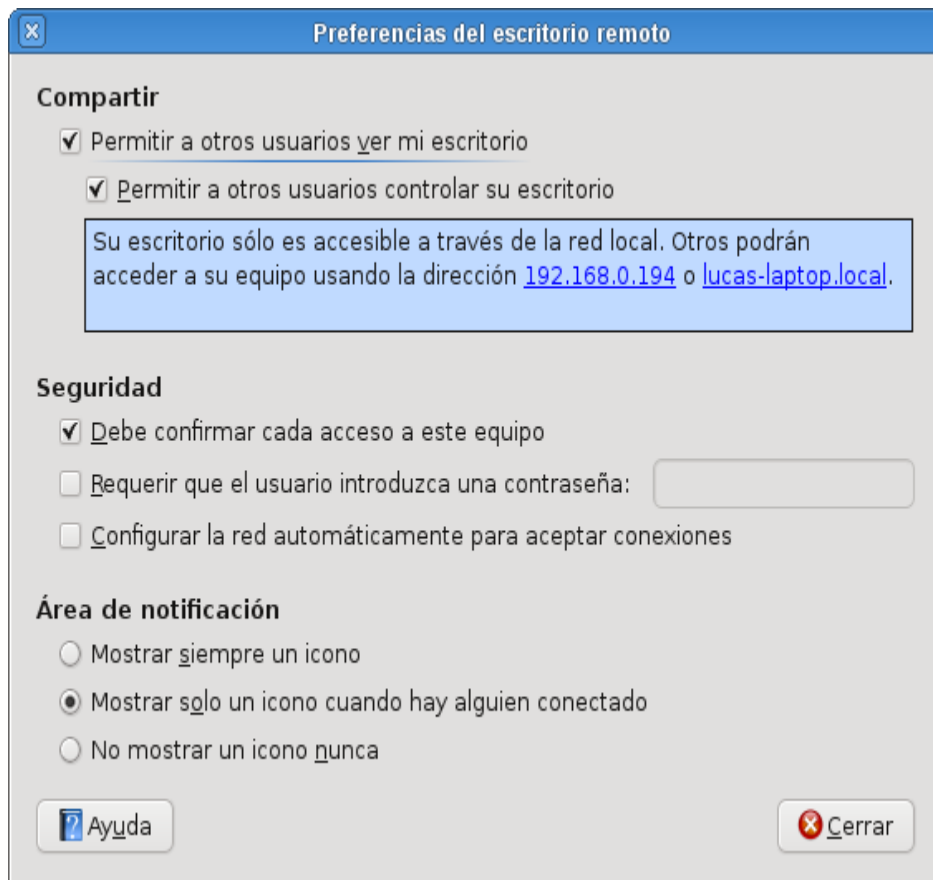 Preferencias del escritorio remoto
Compartir
Permitir a otros usuarios ver mi escritorio
Permitir a otros usuarios controlar su escritorio
Su escritorio sólo es accesible a través de la red local. Otros podrán
acceder a su equipo usando la dirección 192.168.0.194 o lucas-laptop.local.
Seguridad
Debe confirmar cada acceso a este equipo
Requerir que el usuario introduzca una contraseña:
Configurar la red automáticamente para aceptar conexiones
Área de notificación
Mostrar siempre un icono
Mostrar solo un icono cuando hay alguien conectado
No mostrar un icono nunca
Ayuda
Cerrar